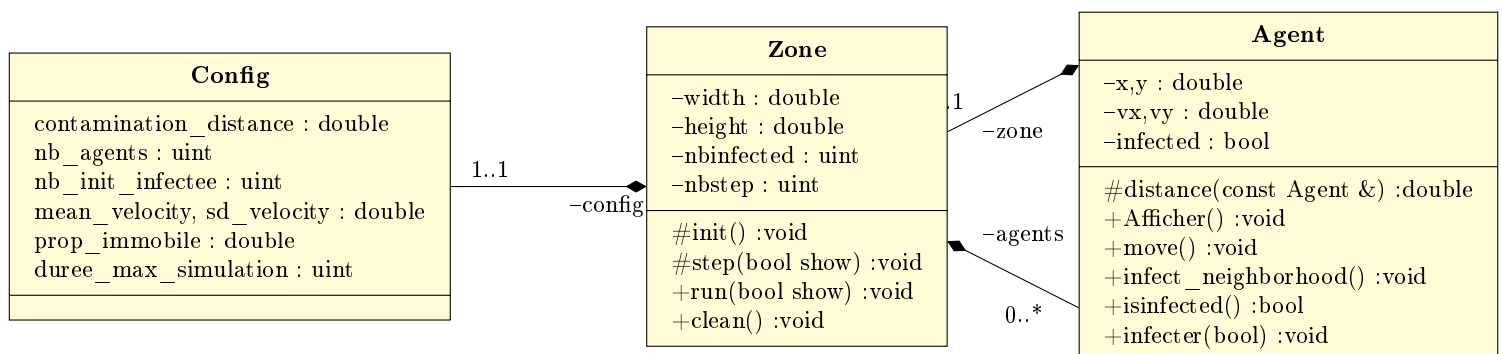 Config
contamination_distance : double
nb_agents : uint
nb_init_infectee : uint
mean_velocity, sd_velocity : double
prop_immobile : double
duree_max_simulation : uint
1..1
–config
Zone
–width : double
–height : double
–nbinfected : uint
–nbstep : uint
#init() :void
#step(bool show) :void
+run(bool show) :void
+clean() :void
.1
–zone
–agents
0..*
Agent
–x,y : double
–vx,vy : double
–infected : bool
#distance(const Agent &) :double
+Afficher() :void
+move() :void
+infect_neighborhood() :void
+isinfected() :bool
+infecter(bool) :void